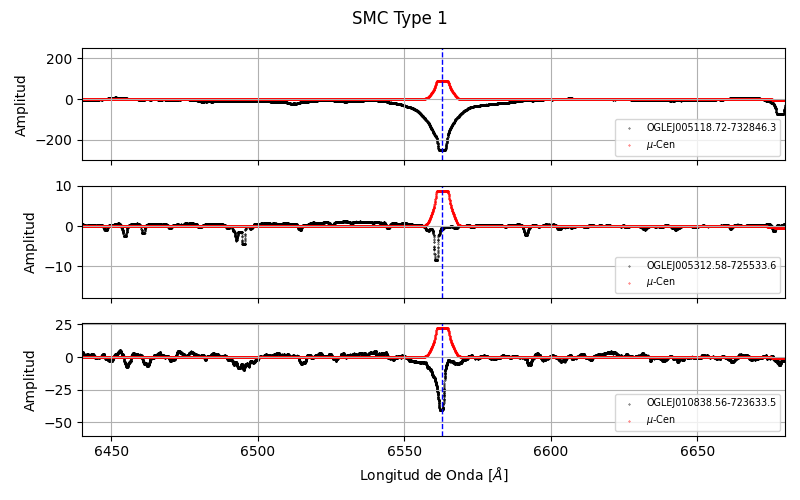 SMC Type 1
200
0
−200
Amplitud
OGLEJ005118.72-732846.3
μ-Cen
10
0
−10
Amplitud
OGLEJ005312.58-725533.6
μ-Cen
25
0
−25
−50
Amplitud
OGLEJ010838.56-723633.5
μ-Cen
6450 6500 6550 6600 6650
Longitud de Onda [Å]